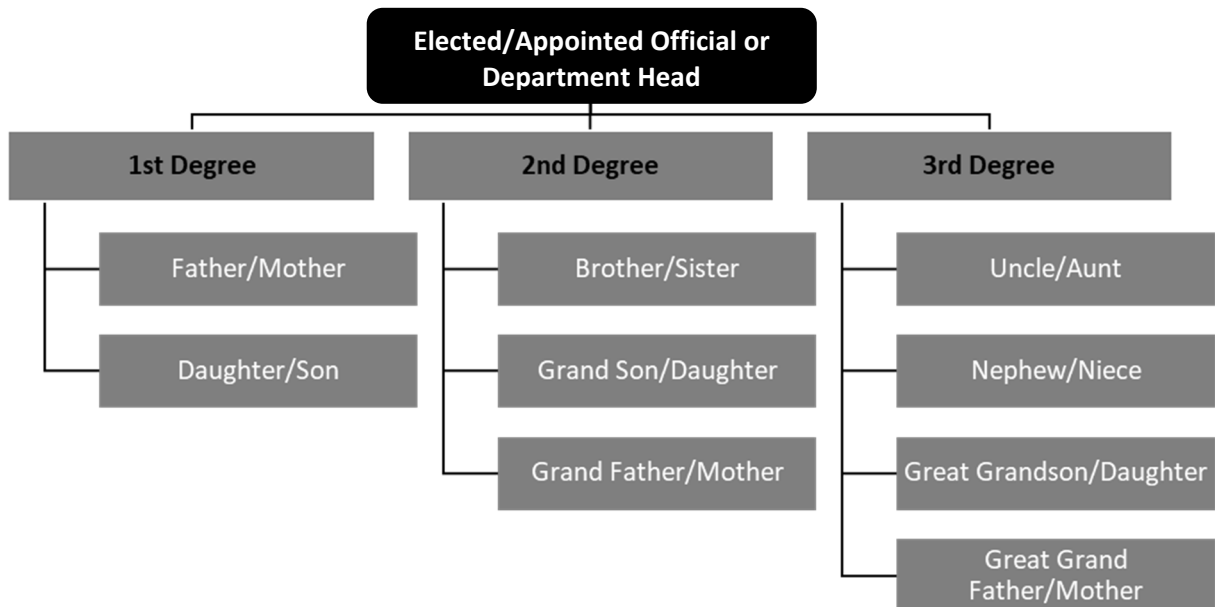 Elected/Appointed Official or
Department Head
1st Degree
2nd Degree
3rd Degree
Father/Mother
Daughter/Son
Brother/Sister
Grand Son/Daughter
Grand Father/Mother
Uncle/Aunt
Nephew/Niece
Great Grandson/Daughter
Great Grand
Father/Mother